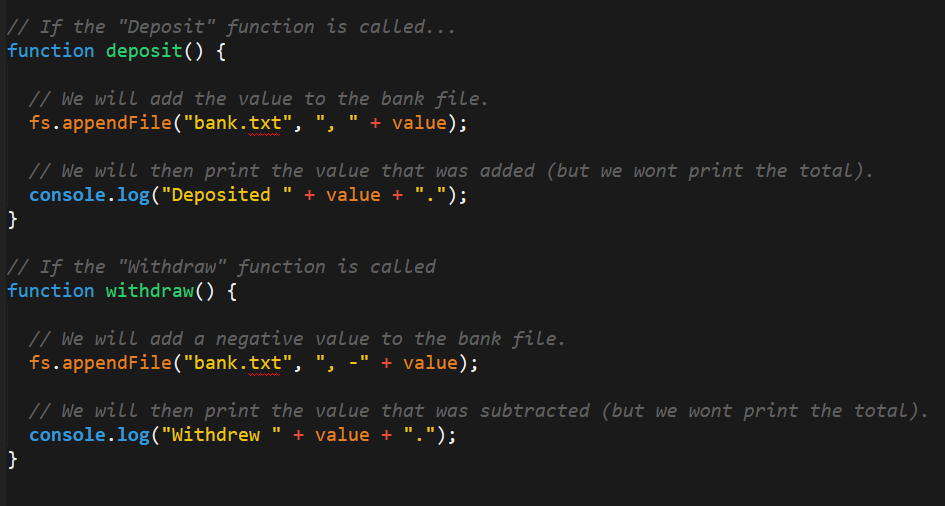 // If the "Deposit" function is called...
function deposit() {
// We will add the value to the bank file.
fs.appendFile("bank.txt", ", " + value);
// We will then print the value that was added (but we wont print the total).
console.log("Deposited " + value + ".");
}
// If the "Withdraw" function is called
function withdraw() {
// We will add a negative value to the bank file.
fs.appendFile("bank.txt", ", -" + value);
// We will then print the value that was subtracted (but we wont print the total).
console.log("Withdrew " + value + ".");
}